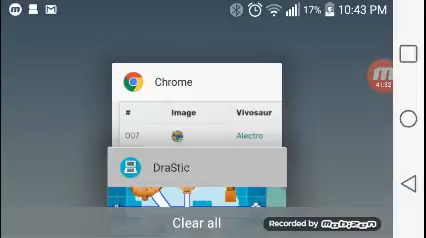 17% 10:43 PM
Chrome
# Image Vivosaur
007 Alectro
41:32
DraStic
Clear all
Recorded by Mobizen